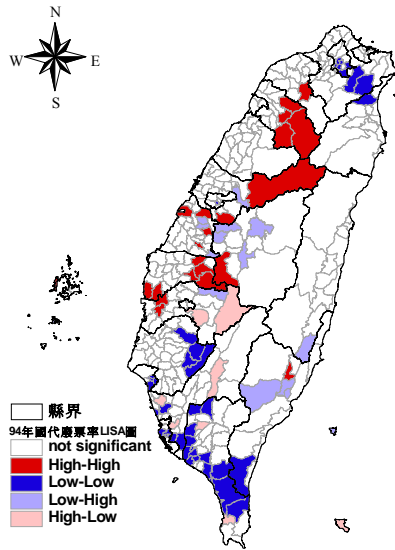 N
W E
S
縣界
94年國代廢票率LISA圖
not significant
High-High
Low-Low
Low-High
High-Low